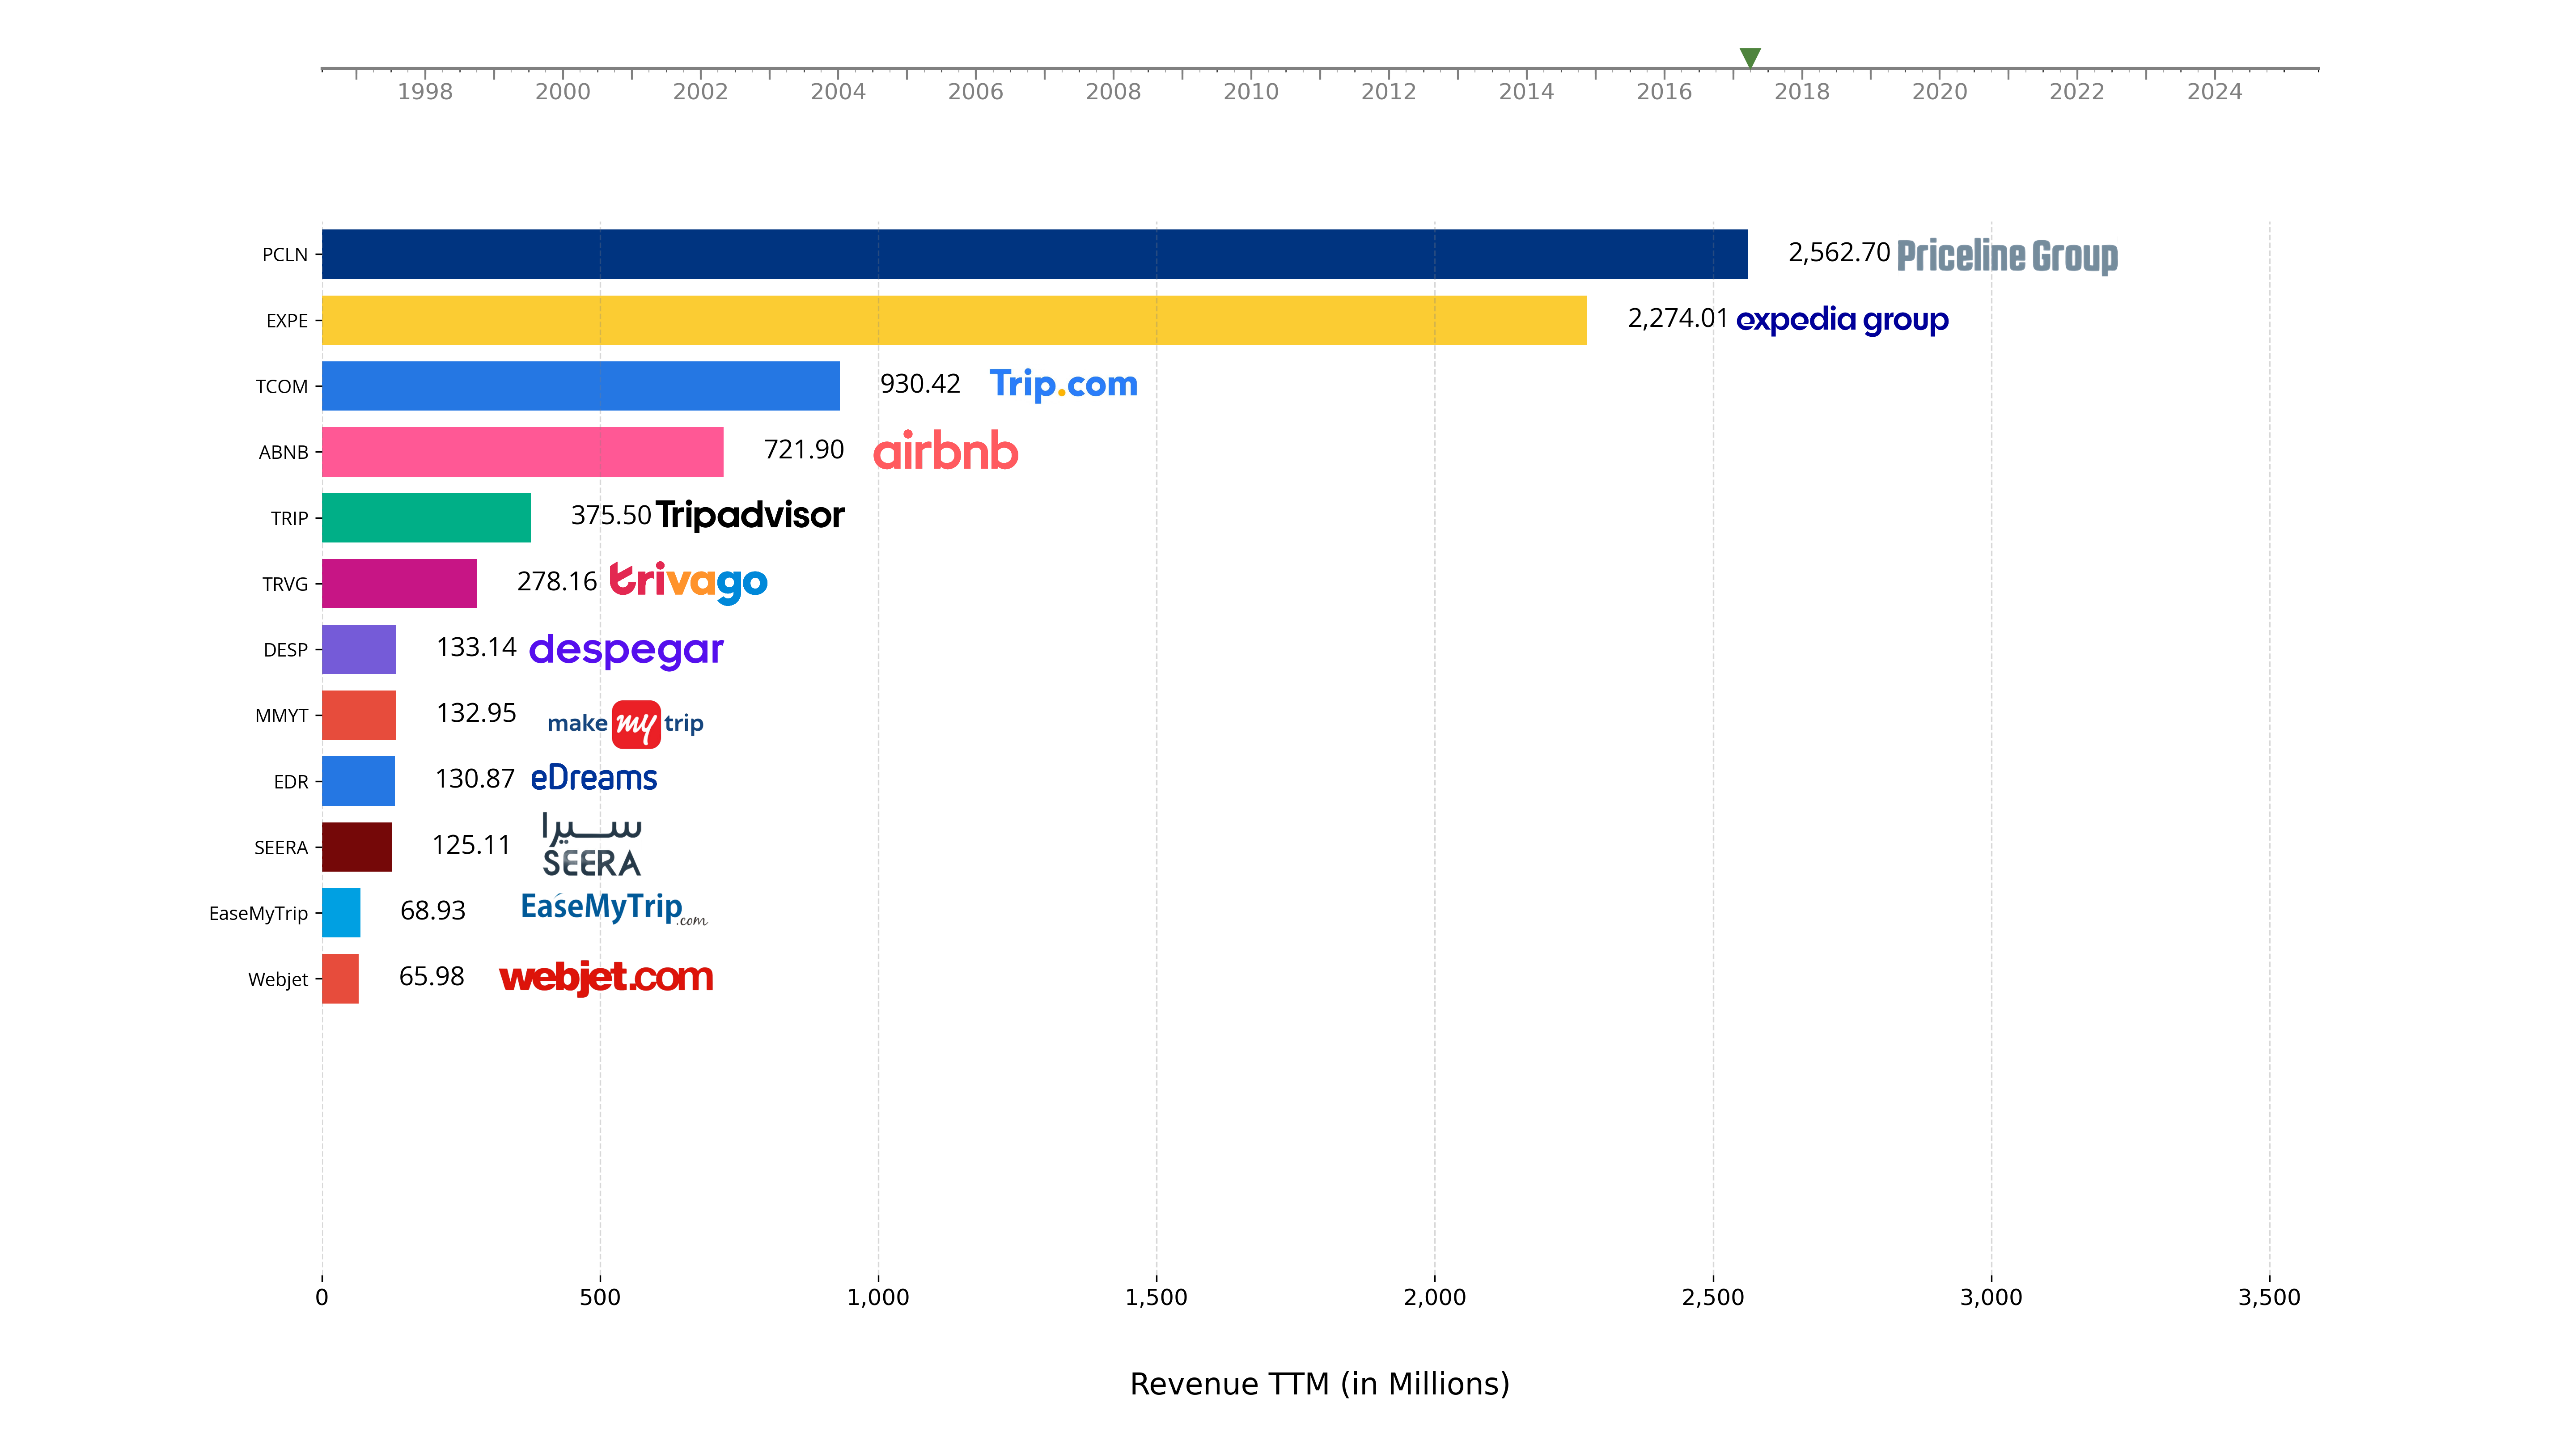 1998 2000 2002 2004 2006 2008 2010 2012 2014 2016 2018 2020 2022 2024
PCLN 2,562.70 Priceline Group
EXPE 2,274.01 expedia group
TCOM 930.42 Trip.com
ABNB 721.90 airbnb
TRIP 375.50 Tripadvisor
TRVG 278.16 trivago
DESP 133.14 despegar
MMYT 132.95 make my trip
EDR 130.87 eDreams
سيرا
SEERA 125.11 SEERA
EaseMyTrip 68.93 EaseMyTrip.com
Webjet 65.98 webjet.com
0 500 1,000 1,500 2,000 2,500 3,000 3,500
Revenue TTM (in Millions)